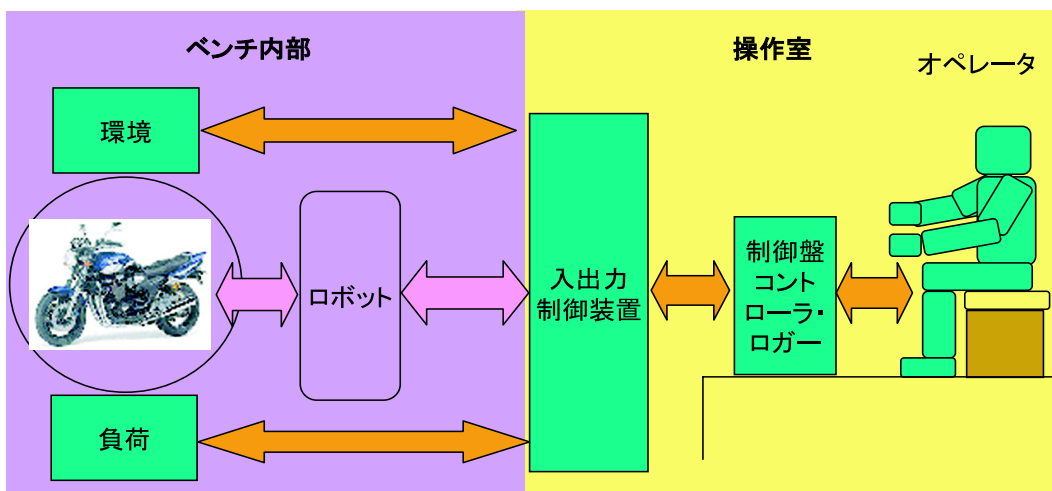 ベンチ内部
操作室
オペレータ
環境
ロボット
負荷
入出力
制御装置
制御盤
コント
ローラ・
ロガー